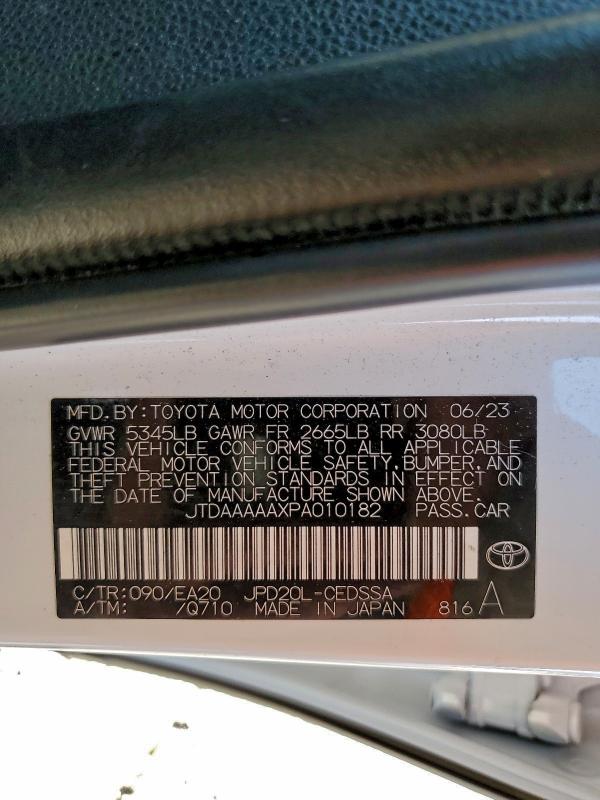 MFD. BY: TOYOTA MOTOR CORPORATION 06/23
GVWR 5345LB GAWR FR 2665LB RR 3080LB
THIS VEHICLE CONFORMS TO ALL APPLICABLE
FEDERAL MOTOR VEHICLE SAFETY, BUMPER, AND
THEFT PREVENTION STANDARDS IN EFFECT ON
THE DATE OF MANUFACTURE SHOWN ABOVE.
JTDAAAAAXPA010182 PASS. CAR
C/TR: 090/EA20 JPD20L-CEDSSA
A/TM: /Q710 MADE IN JAPAN 816 A